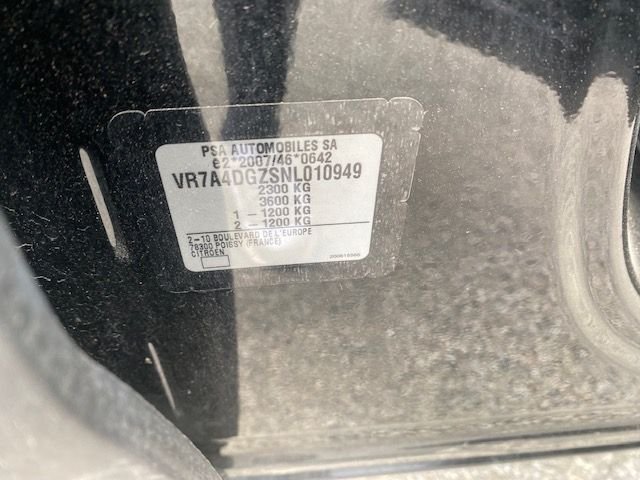 PSA AUTOMOBILES SA
e2*2007/46*0642
VR7A4DGZSNL010949
2300 KG
3600 KG
1 - 1200 KG
2 - 1200 KG
2-10 BOULEVARD DE L'EUROPE
78300 POISSY (FRANCE)
CITROEN